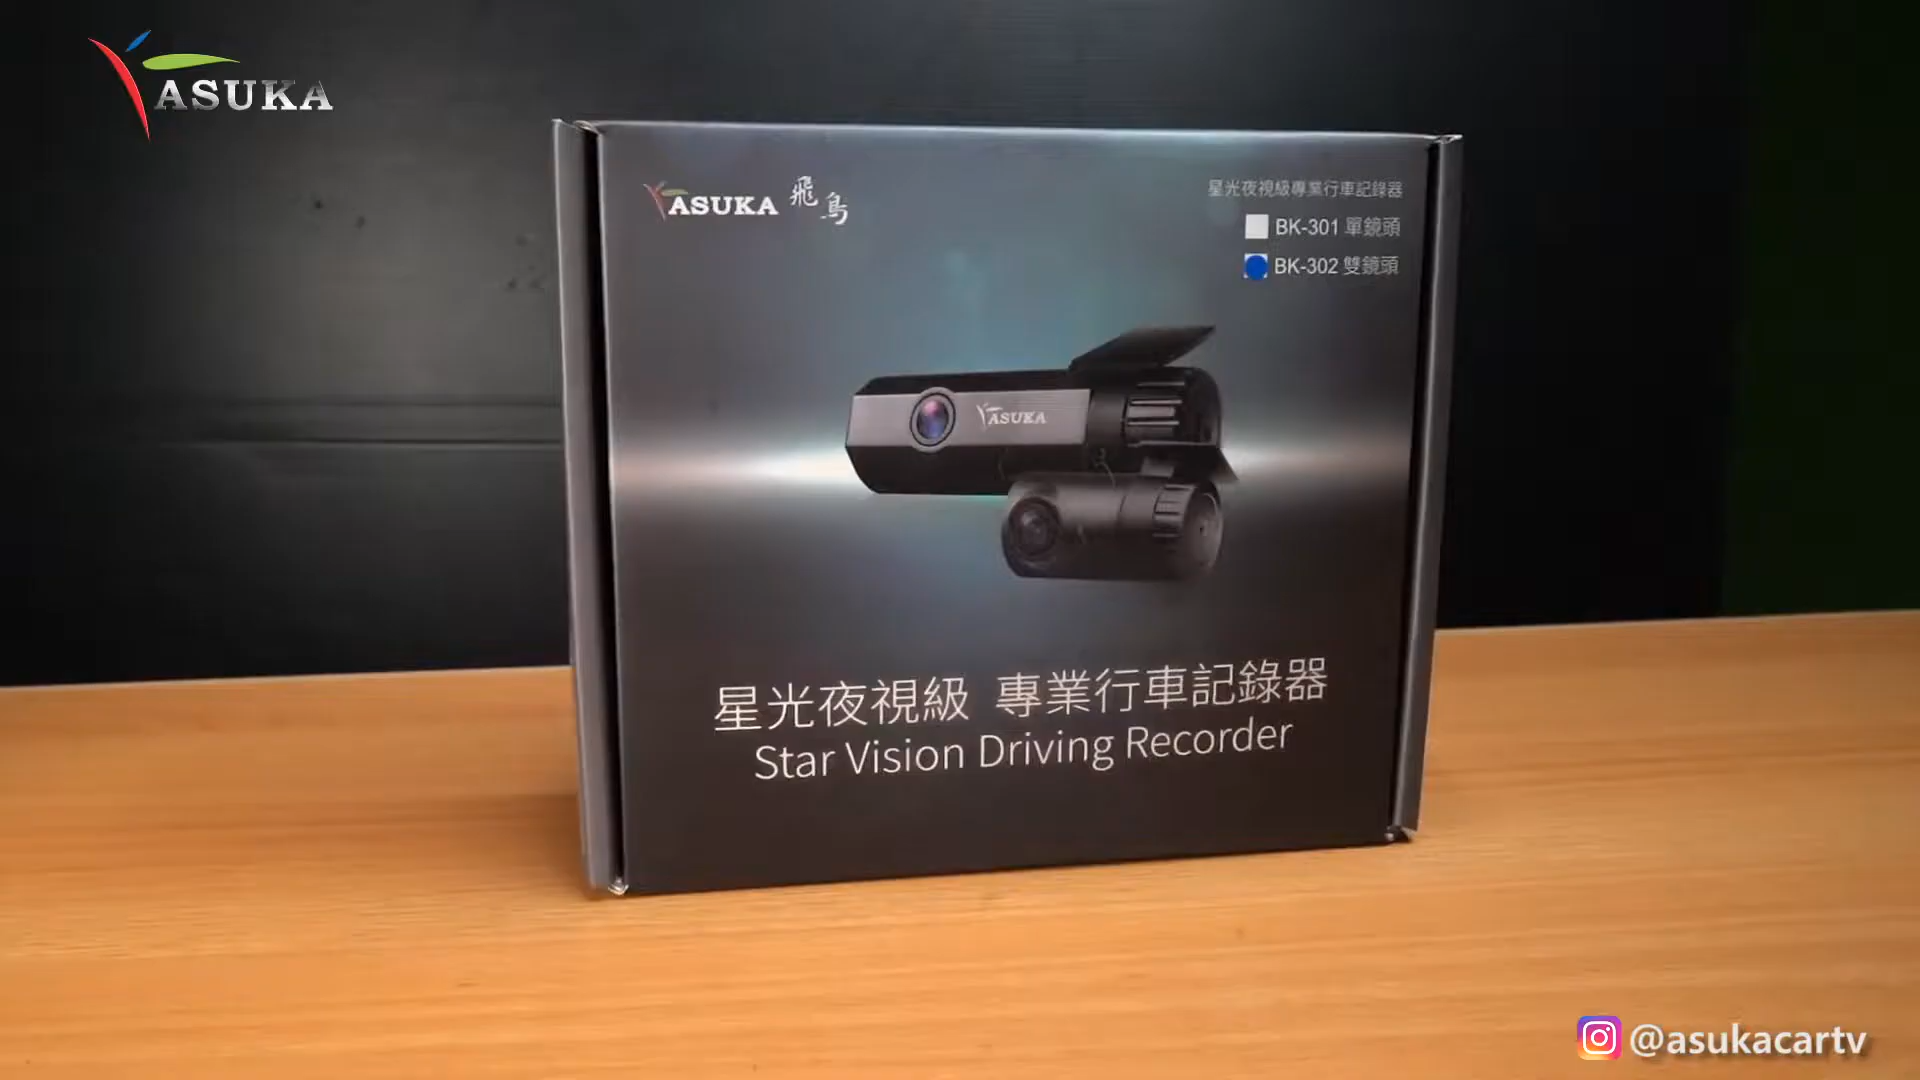 ASUKA
ASUKA 飛鳥
星光夜視級專業行車記錄器
BK-301 單鏡頭
BK-302 雙鏡頭
ASUKA
星光夜視級 專業行車記錄器
Star Vision Driving Recorder
@asukacartv